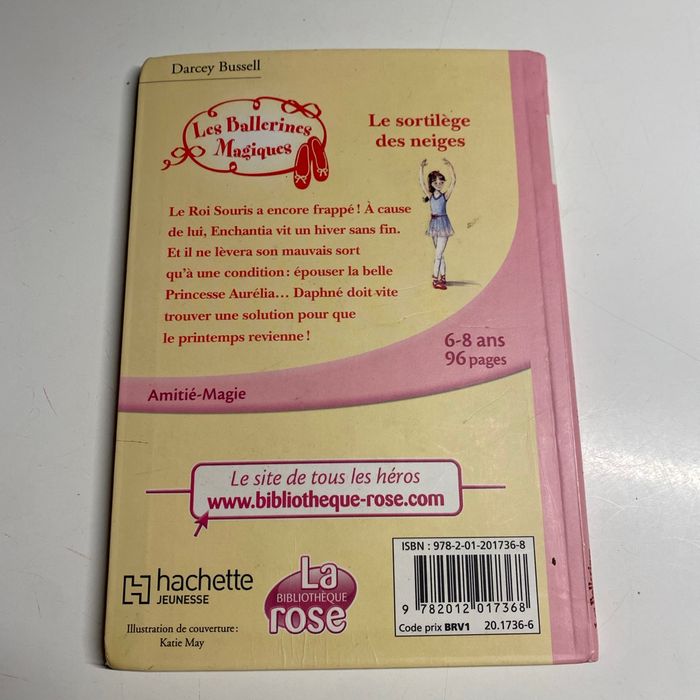 Darcey Bussell
Les Ballerines
Magiques
Le sortilège
des neiges
Le Roi Souris a encore frappé ! À cause
de lui, Enchantia vit un hiver sans fin.
Et il ne lèvera son mauvais sort
qu'à une condition : épouser la belle
Princesse Aurélia… Daphné doit vite
trouver une solution pour que
le printemps revienne !
6-8 ans
96 pages
Amitié-Magie
Le site de tous les héros
www.bibliotheque-rose.com
hachette
JEUNESSE
Illustration de couverture :
Katie May
La
BIBLIOTHÈQUE
rose
ISBN : 978-2-01-201736-8
9 782012 017368
Code prix BRV1 20.1736-6